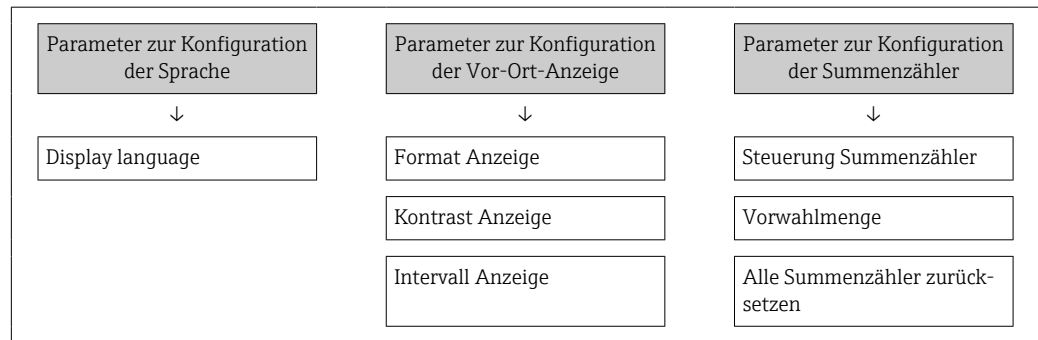 Parameter zur Konfiguration
der Sprache
↓
Display language
Parameter zur Konfiguration
der Vor-Ort-Anzeige
↓
Format Anzeige
Kontrast Anzeige
Intervall Anzeige
Parameter zur Konfiguration
der Summenzähler
↓
Steuerung Summenzähler
Vorwahlmenge
Alle Summenzähler zurück-
setzen